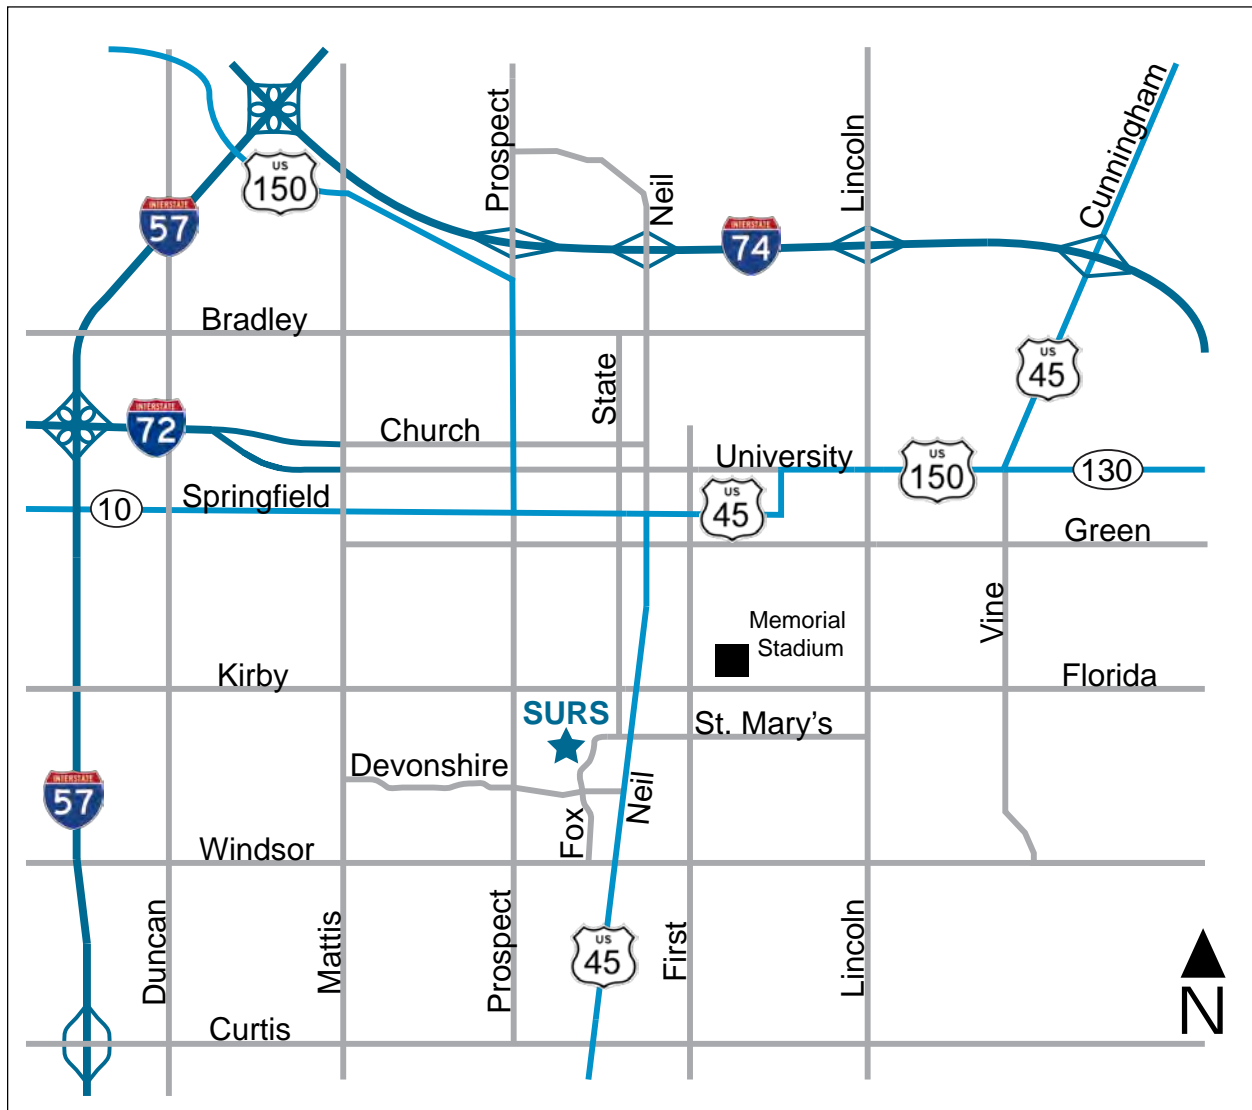 Prospect
Neil
Lincoln
Cunningham
US
150
INTERSTATE
57
INTERSTATE
74
Bradley
State
US
45
INTERSTATE
72
Church
University
US
150
130
10
Springfield
US
45
Green
Vine
Memorial
Stadium
Kirby
Florida
SURS
St. Mary's
Devonshire
INTERSTATE
57
Neil
Fox
Windsor
Duncan
Mattis
Prospect
US
45
First
Lincoln
N
Curtis